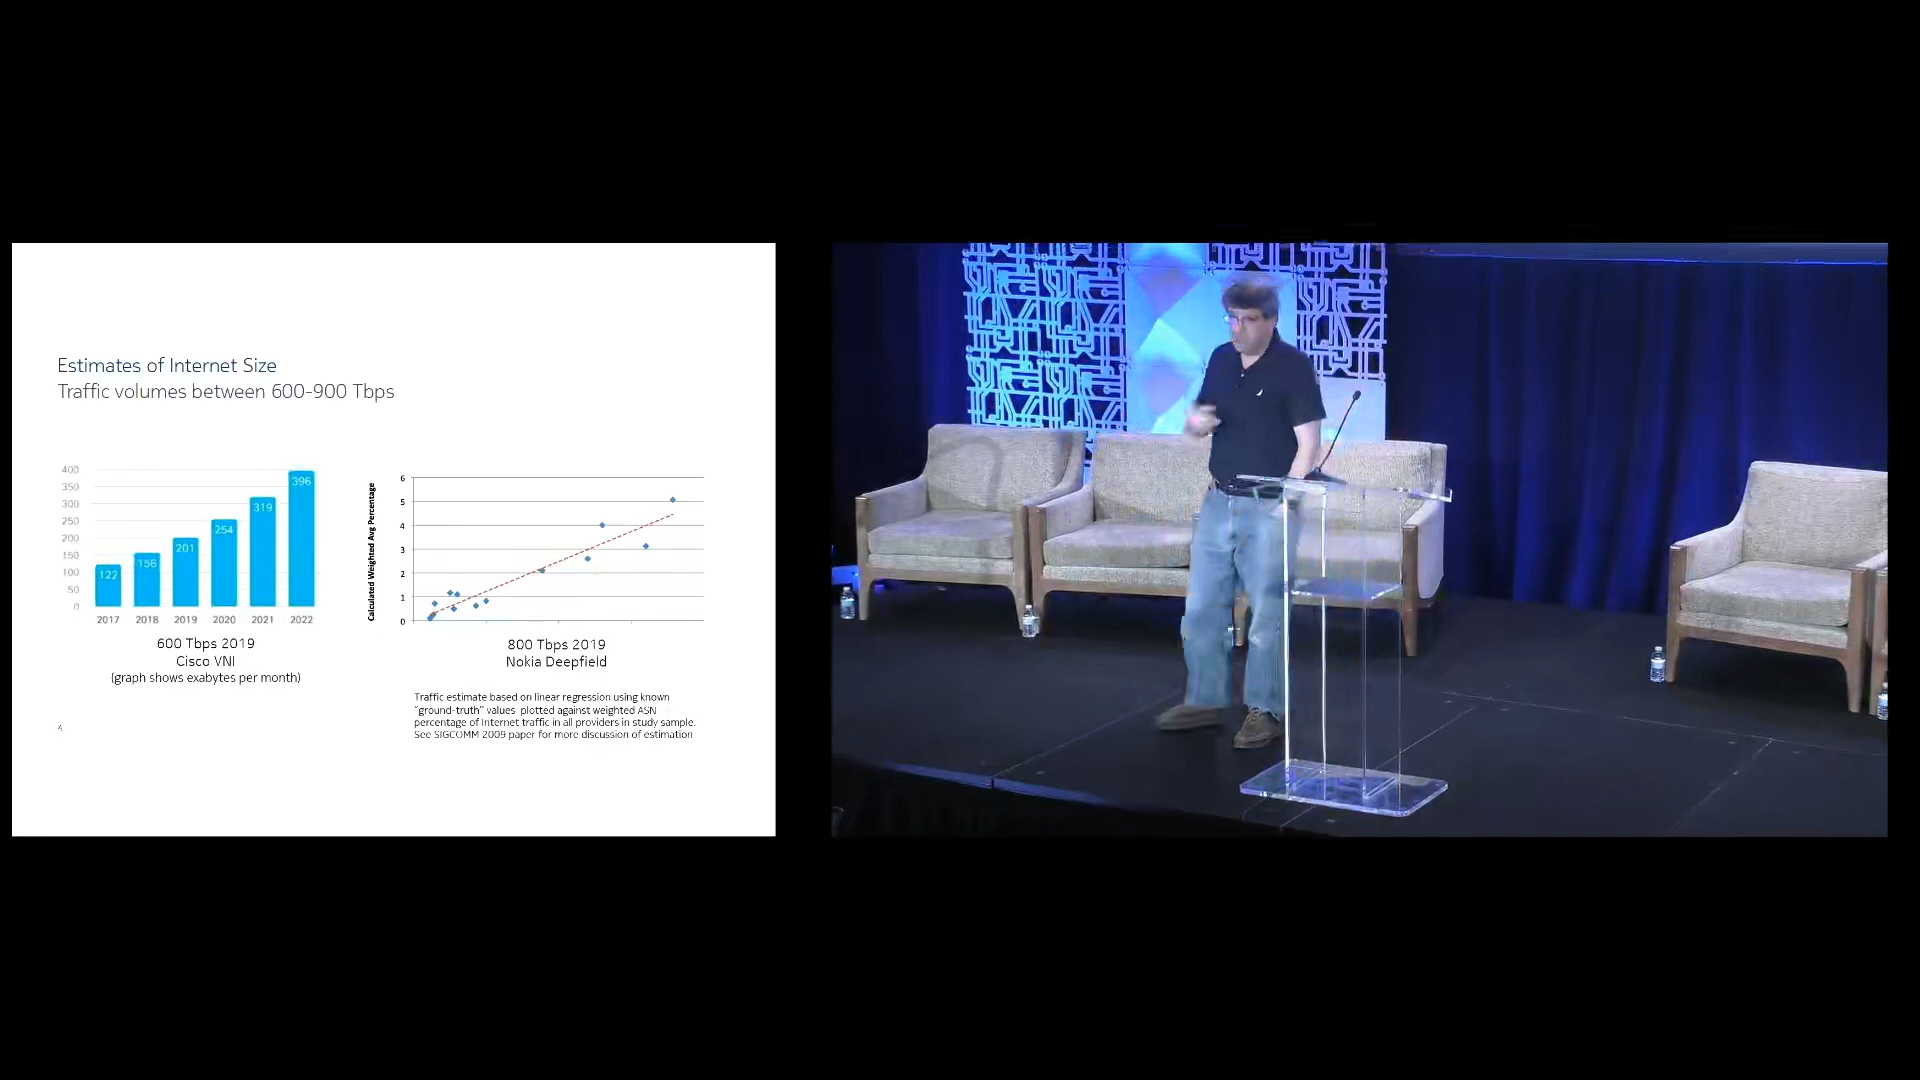 Estimates of Internet Size
Traffic volumes between 600-900 Tbps
400
350
300
250
200
150
100
50
0
122
156
201
254
319
396
2017 2018 2019 2020 2021 2022
600 Tbps 2019
Cisco VNI
(graph shows exabytes per month)
Calculated Weighted Avg Percentage
6
5
4
3
2
1
0
800 Tbps 2019
Nokia Deepfield
Traffic estimate based on linear regression using known
"ground-truth" values plotted against weighted ASN
percentage of Internet traffic in all providers in study sample.
See SIGCOMM 2009 paper for more discussion of estimation
4